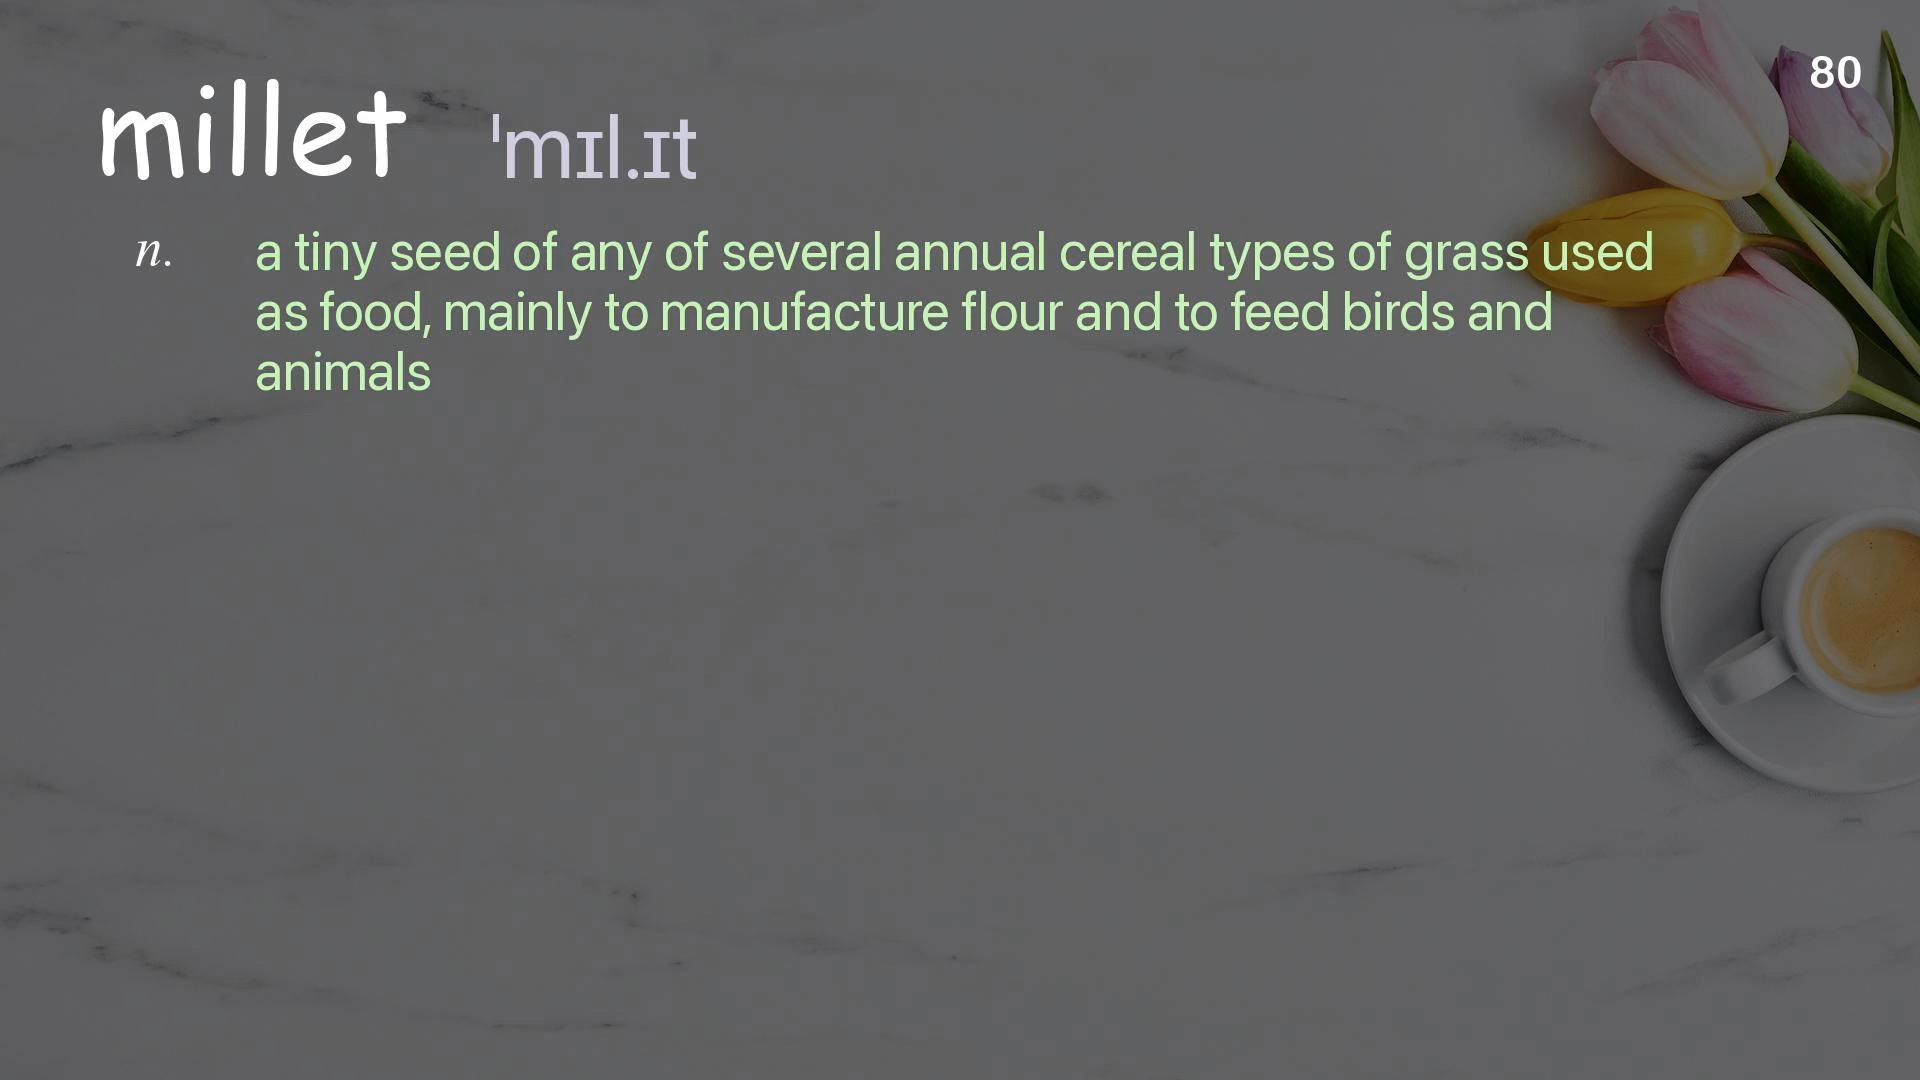 80
millet ˈmɪl.ɪt
n. a tiny seed of any of several annual cereal types of grass used
as food, mainly to manufacture flour and to feed birds and
animals